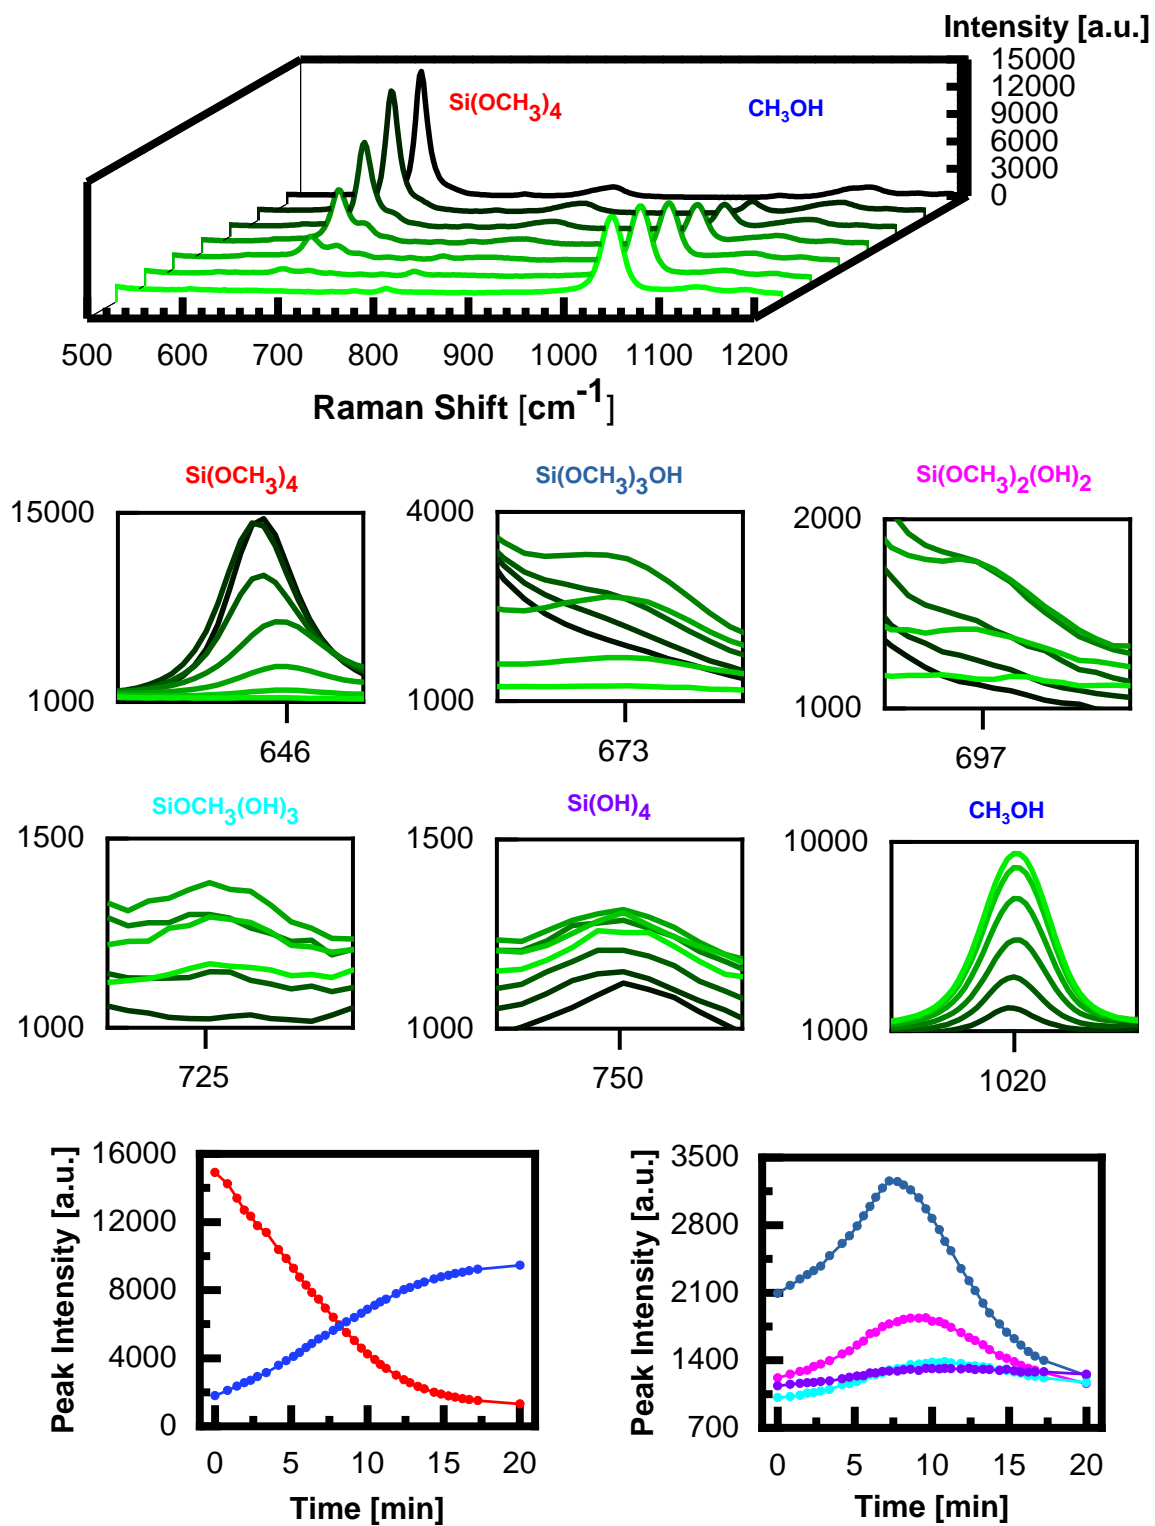 Intensity [a.u.]
15000
12000
9000
6000
3000
0
Si(OCH₃)₄ CH₃OH
500 600 700 800 900 1000 1100 1200
Raman Shift [cm⁻¹]
Si(OCH₃)₄ Si(OCH₃)₃OH Si(OCH₃)₂(OH)₂
15000 4000 2000
1000 1000 1000
646 673 697
SiOCH₃(OH)₃ Si(OH)₄ CH₃OH
1500 1500 10000
1000 1000 1000
725 750 1020
Peak Intensity [a.u.]
16000
12000
8000
4000
0
0 5 10 15 20
Time [min]
Peak Intensity [a.u.]
3500
2800
2100
1400
700
0 5 10 15 20
Time [min]